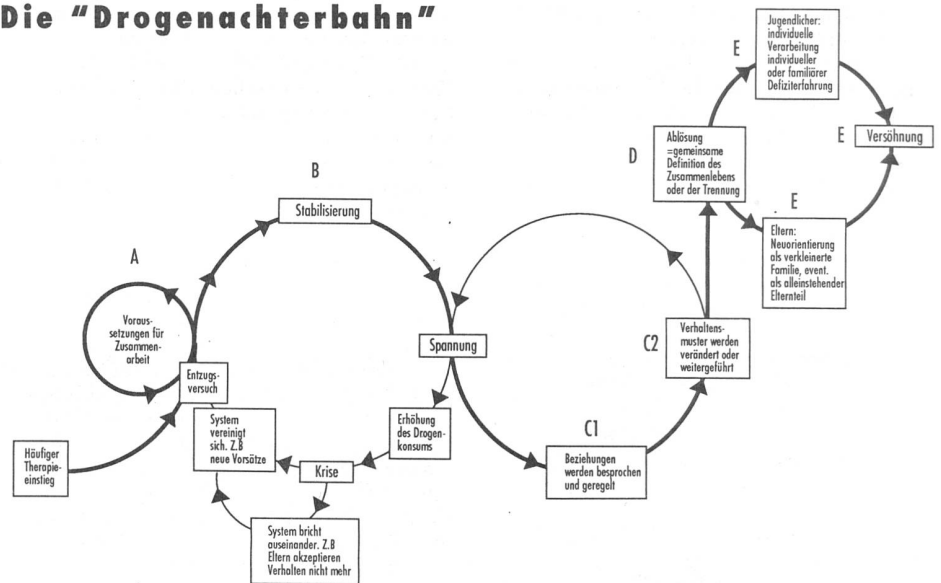 Die "Drogenachterbahn"
A
Voraus-
setzungen für
Zusammen-
arbeit
Häufiger
Therapie-
einstieg
Entzugs-
versuch
B
Stabilisierung
Spannung
Erhöhung
des Drogen-
konsums
Krise
System
vereinigt
sich. Z.B
neue Vorsätze
System bricht
auseinander. Z.B
Eltern akzeptieren
Verhalten nicht mehr
C1
Beziehungen
werden besprochen
und geregelt
C2
Verhaltens-
muster werden
verändert oder
weitergeführt
D
Ablösung
=gemeinsame
Definition des
Zusammenlebens
oder der Trennung
E
Jugendlicher:
individuelle
Verarbeitung
individueller
oder familiärer
Defiziterfahrung
E
Eltern:
Neuorientierung
als verkleinerte
Familie, event.
als alleinstehender
Elternteil
E
Versöhnung